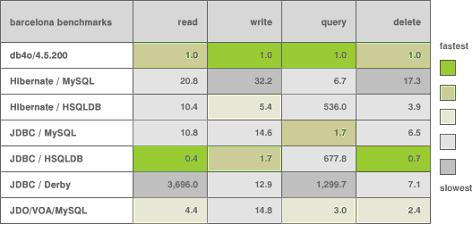 barcelona benchmarks read write query delete
db4o/4.5.200 1.0 1.0 1.0 1.0
Hibernate / MySQL 20.8 32.2 6.7 17.3
Hibernate / HSQLDB 10.4 5.4 536.0 3.9
JDBC / MySQL 10.8 14.6 1.7 6.5
JDBC / HSQLDB 0.4 1.7 677.8 0.7
JDBC / Derby 3,696.0 12.9 1,299.7 7.1
JDO/VOA/MySQL 4.4 14.8 3.0 2.4
fastest
slowest